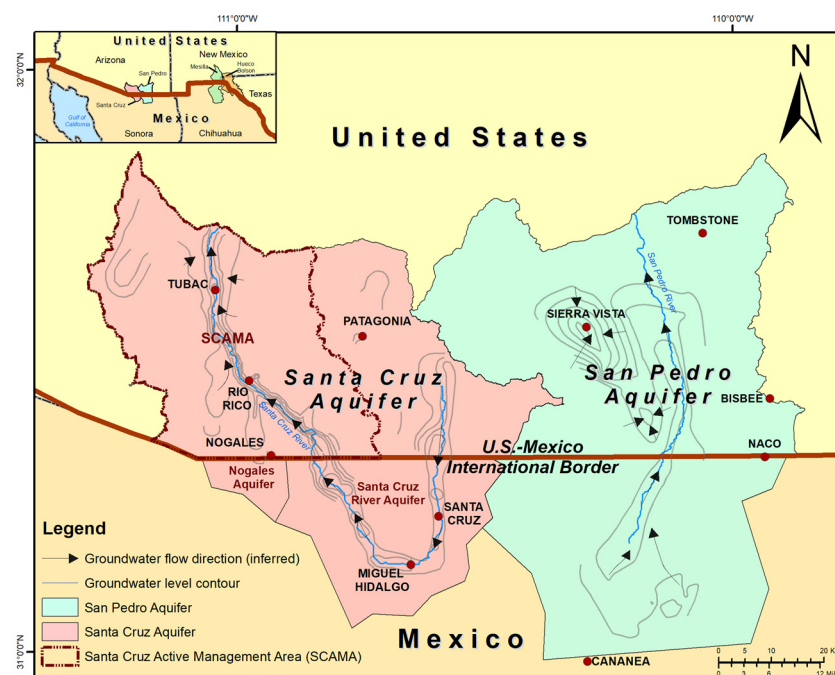 111°0'0"W
110°0'0"W
32°0'0"N
31°0'0"N
United States
Arizona
New Mexico
San Pedro
Mesilla
Hueco
Bolson
Texas
Santa Cruz
Gulf of
California
Mexico
Sonora
Chihuahua
N
United States
TOMBSTONE
San Pedro River
TUBAC
SIERRA VISTA
PATAGONIA
SCAMA
Santa Cruz
Aquifer
San Pedro
Aquifer
RIO
RICO
BISBEE
Santa Cruz River
NOGALES
U.S.-Mexico
International Border
NACO
Nogales
Aquifer
Santa Cruz
River Aquifer
SANTA
CRUZ
MIGUEL
HIDALGO
Legend
Groundwater flow direction (inferred)
Groundwater level contour
San Pedro Aquifer
Santa Cruz Aquifer
Santa Cruz Active Management Area (SCAMA)
Mexico
CANANEA
0 5 10 20 K
0 3 6 12 Mi